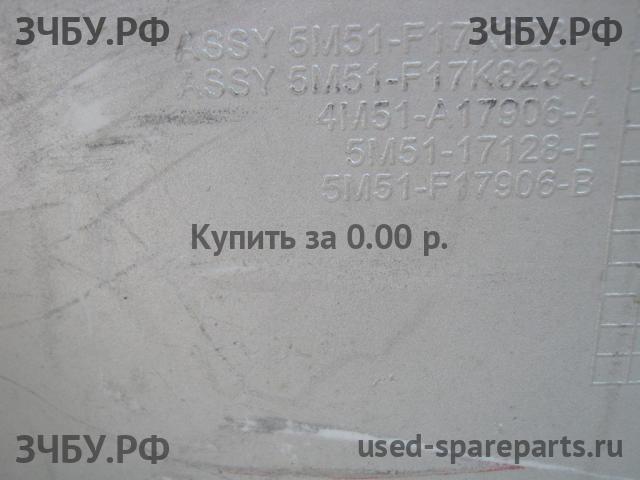 ЗЧБУ.РФ
ЗЧБУ.РФ
ASSY
ASSY 5M51-F17K823-J
4M51-A17906-A
5M51-17128-F
5M51-F17906-B
Купить за 0.00 р.
ЗЧБУ.РФ
used-spareparts.ru